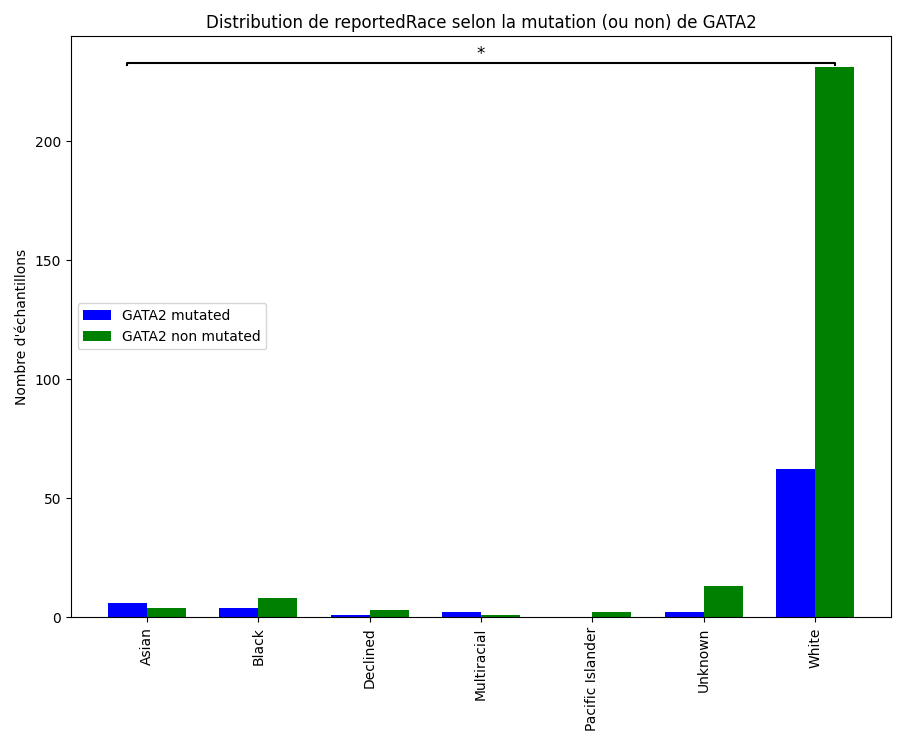 Distribution de reportedRace selon la mutation (ou non) de GATA2
*
Nombre d'échantillons
200
150
100
50
0
GATA2 mutated
GATA2 non mutated
Asian
Black
Declined
Multiracial
Pacific Islander
Unknown
White